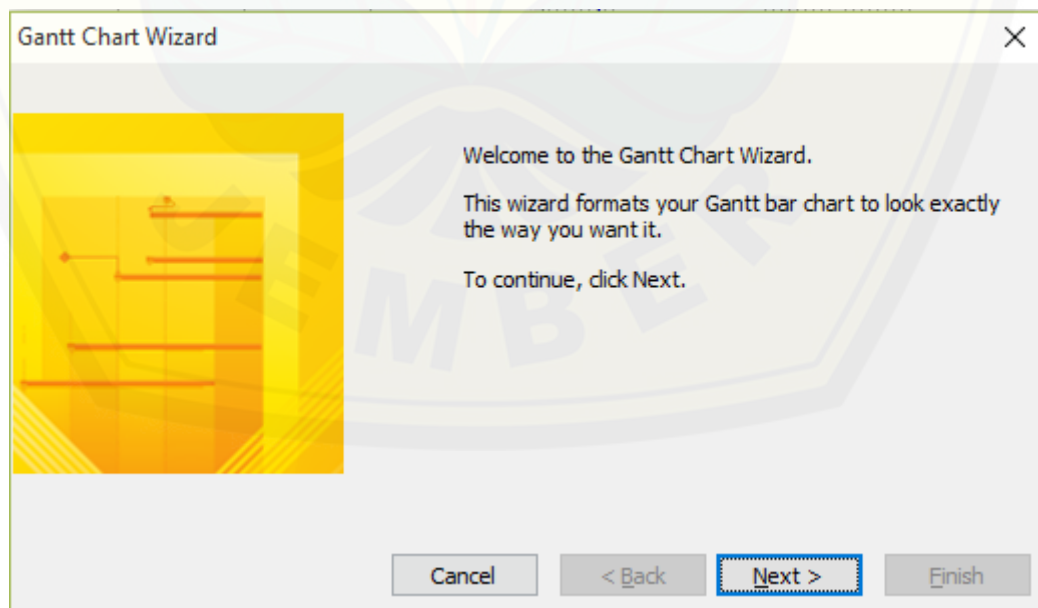 Gantt Chart Wizard
Welcome to the Gantt Chart Wizard.
This wizard formats your Gantt bar chart to look exactly
the way you want it.
To continue, click Next.
EMBER
Cancel
< Back
Next >
Finish